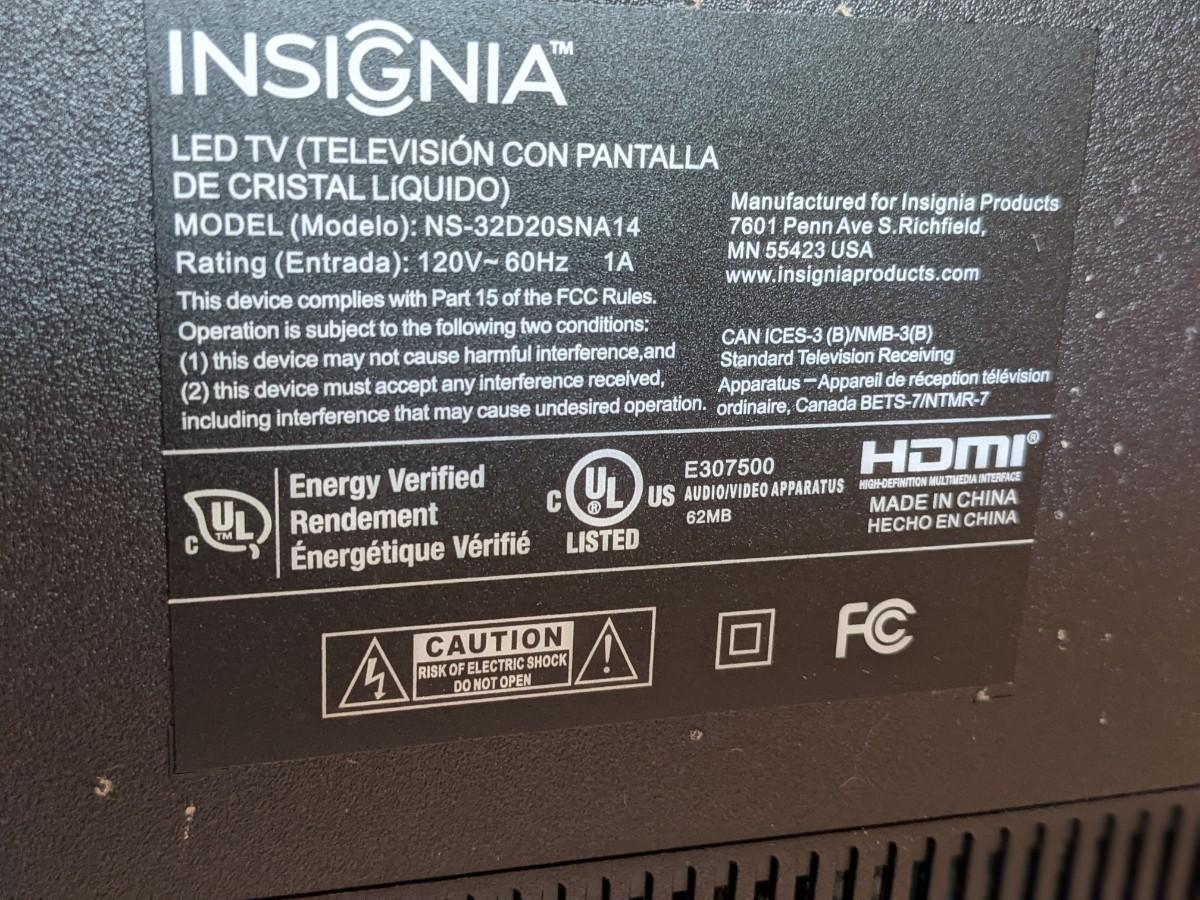 INSIGNIA™
LED TV (TELEVISIÓN CON PANTALLA
DE CRISTAL LíQUIDO)
MODEL (Modelo): NS-32D20SNA14
Rating (Entrada): 120V~ 60Hz 1A
This device complies with Part 15 of the FCC Rules.
Operation is subject to the following two conditions:
(1) this device may not cause harmful interference,and
(2) this device must accept any interference received,
including interference that may cause undesired operation.
Manufactured for Insignia Products
7601 Penn Ave S.Richfield,
MN 55423 USA
www.insigniaproducts.com
CAN ICES-3 (B)/NMB-3(B)
Standard Television Receiving
Apparatus –Appareil de réception télévision
ordinaire, Canada BETS-7/NTMR-7
C UL™
Energy Verified
Rendement
Énergétique Vérifié
C UL® US
LISTED
E307500
AUDIO/VIDEO APPARATUS
62MB
HDMI®
HIGH-DEFINITION MULTIMEDIA INTERFACE
MADE IN CHINA
HECHO EN CHINA
CAUTION
RISK OF ELECTRIC SHOCK
DO NOT OPEN
FC